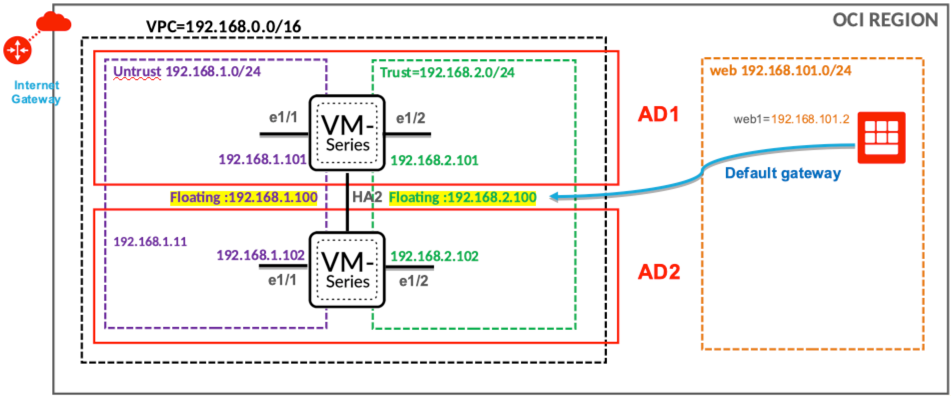 OCI REGION
VPC=192.168.0.0/16
Internet
Gateway
Untrust 192.168.1.0/24
Trust=192.168.2.0/24
web 192.168.101.0/24
e1/1
VM-
Series
e1/2
AD1
web1=192.168.101.2
192.168.1.101
192.168.2.101
Default gateway
Floating :192.168.1.100
HA2
Floating :192.168.2.100
192.168.1.11
192.168.1.102
VM-
Series
192.168.2.102
e1/1
e1/2
AD2